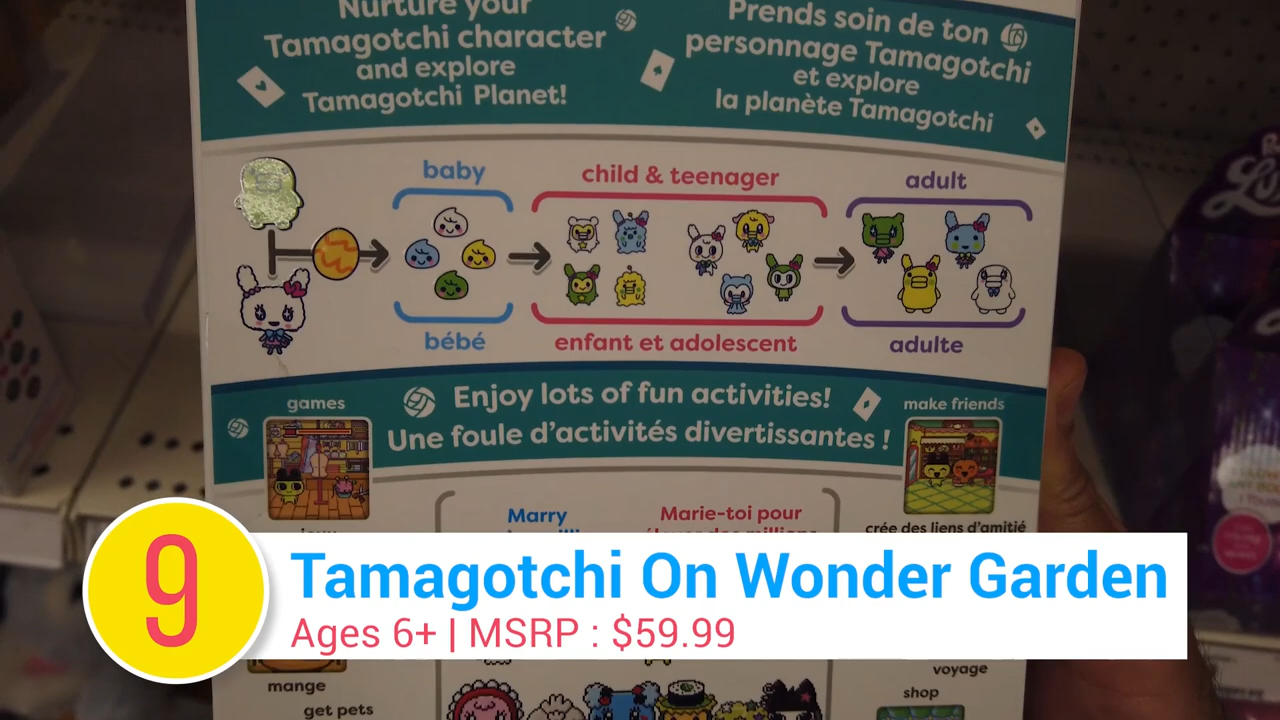 Nurture your
Tamagotchi character
and explore
Tamagotchi Planet!
Prends soin de ton
personnage Tamagotchi
et explore
la planète Tamagotchi
baby
child & teenager
adult
bébé
enfant et adolescent
adulte
games
Enjoy lots of fun activities!
make friends
Une foule d'activités divertissantes !
Marry
Marie-toi pour
crée des liens d'amitié
9
Tamagotchi On Wonder Garden
Ages 6+ | MSRP : $59.99
mange
voyage
get pets
shop